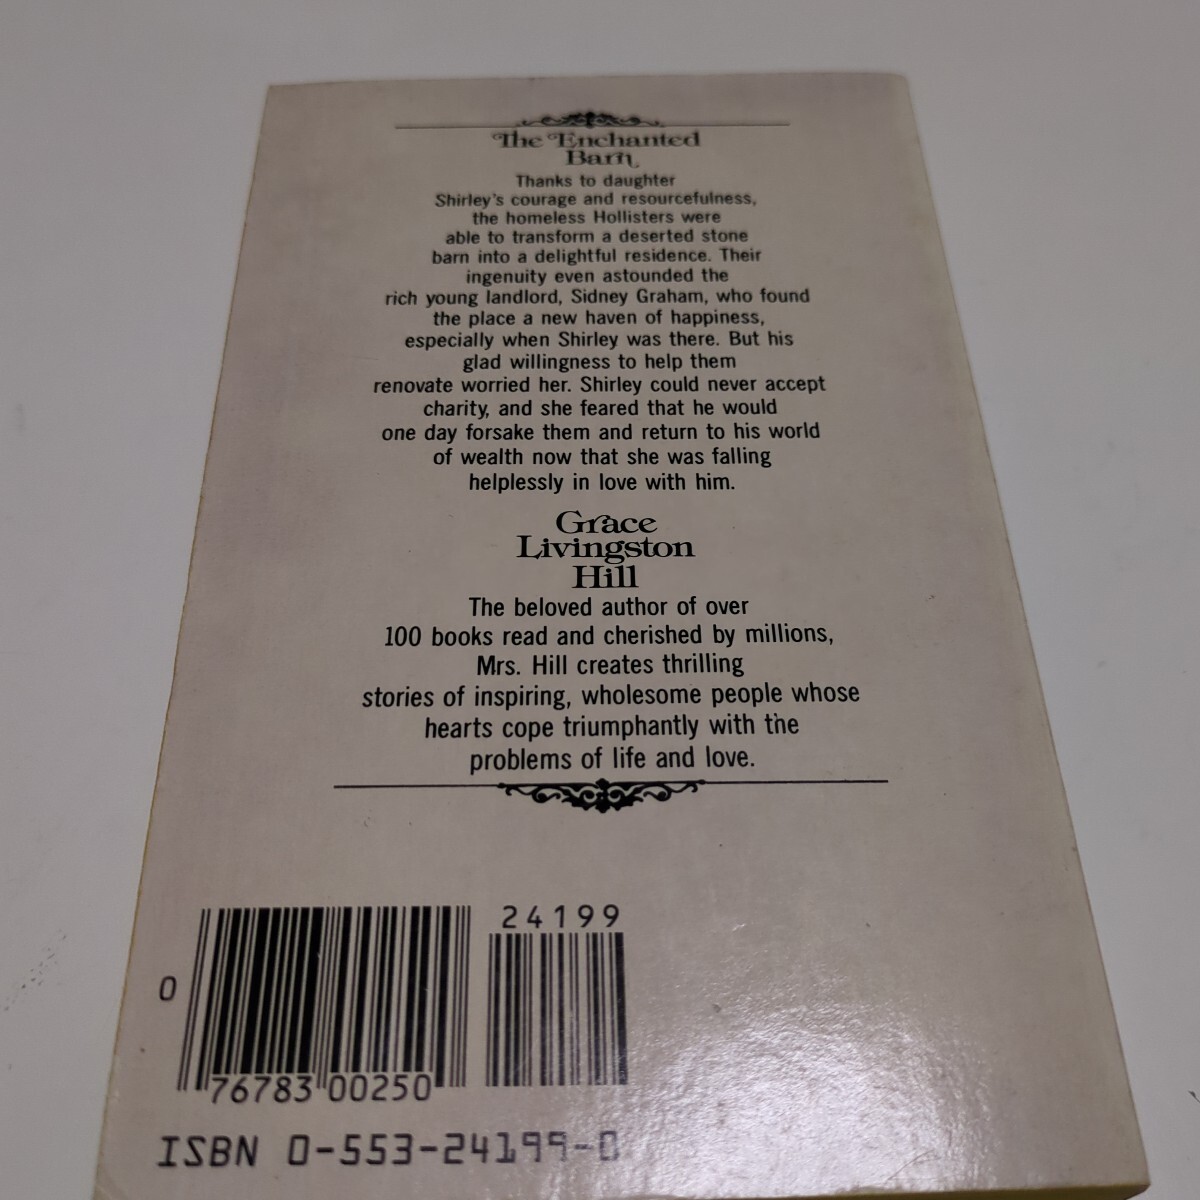 The Enchanted
Barn
Thanks to daughter
Shirley's courage and resourcefulness,
the homeless Hollisters were
able to transform a deserted stone
barn into a delightful residence. Their
ingenuity even astounded the
rich young landlord, Sidney Graham, who found
the place a new haven of happiness,
especially when Shirley was there. But his
glad willingness to help them
renovate worried her. Shirley could never accept
charity, and she feared that he would
one day forsake them and return to his world
of wealth now that she was falling
helplessly in love with him.
Grace
Livingston
Hill
The beloved author of over
100 books read and cherished by millions,
Mrs. Hill creates thrilling
stories of inspiring, wholesome people whose
hearts cope triumphantly with the
problems of life and love.
24199
0
76783 00250
ISBN 0-553-24199-0